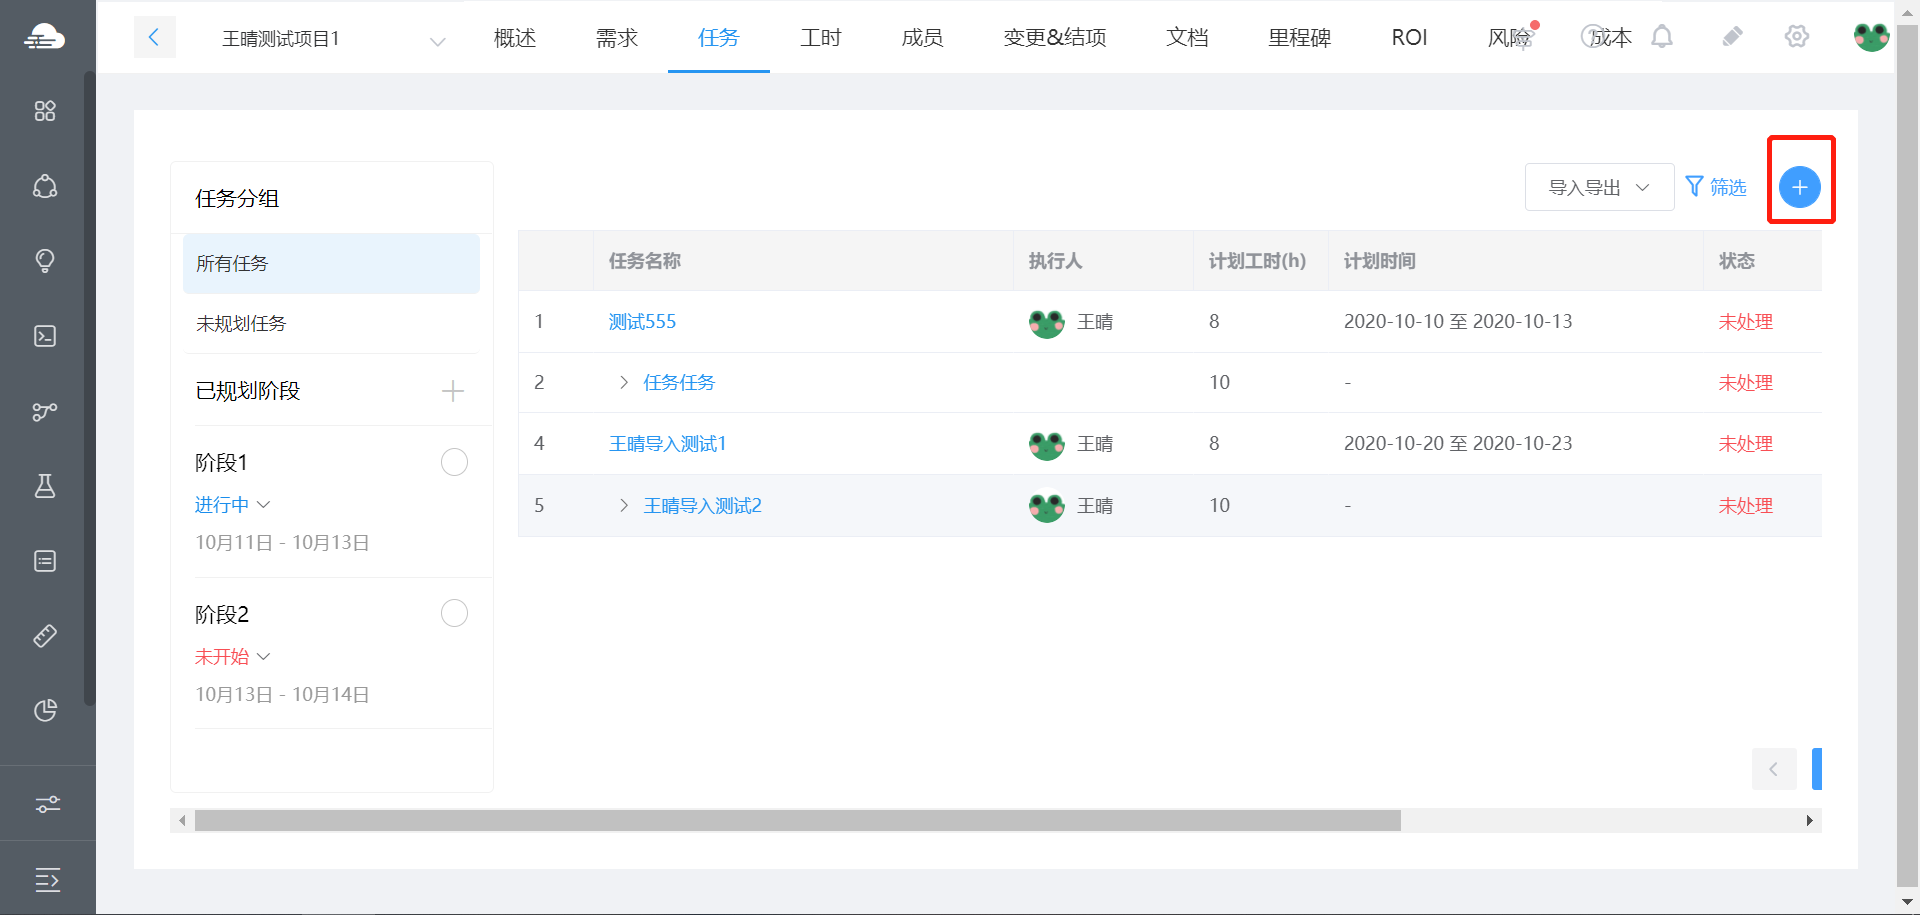 王晴测试项目1
概述 需求 任务 工时 成员 变更&结项 文档 里程碑 ROI 风险 成本
任务分组
所有任务
未规划任务
已规划阶段
阶段1
进行中
10月11日 - 10月13日
阶段2
未开始
10月13日 - 10月14日
导入导出 筛选
任务名称 执行人 计划工时(h) 计划时间 状态
1 测试555 王晴 8 2020-10-10 至 2020-10-13 未处理
2 任务任务 10 - 未处理
4 王晴导入测试1 王晴 8 2020-10-20 至 2020-10-23 未处理
5 王晴导入测试2 王晴 10 - 未处理